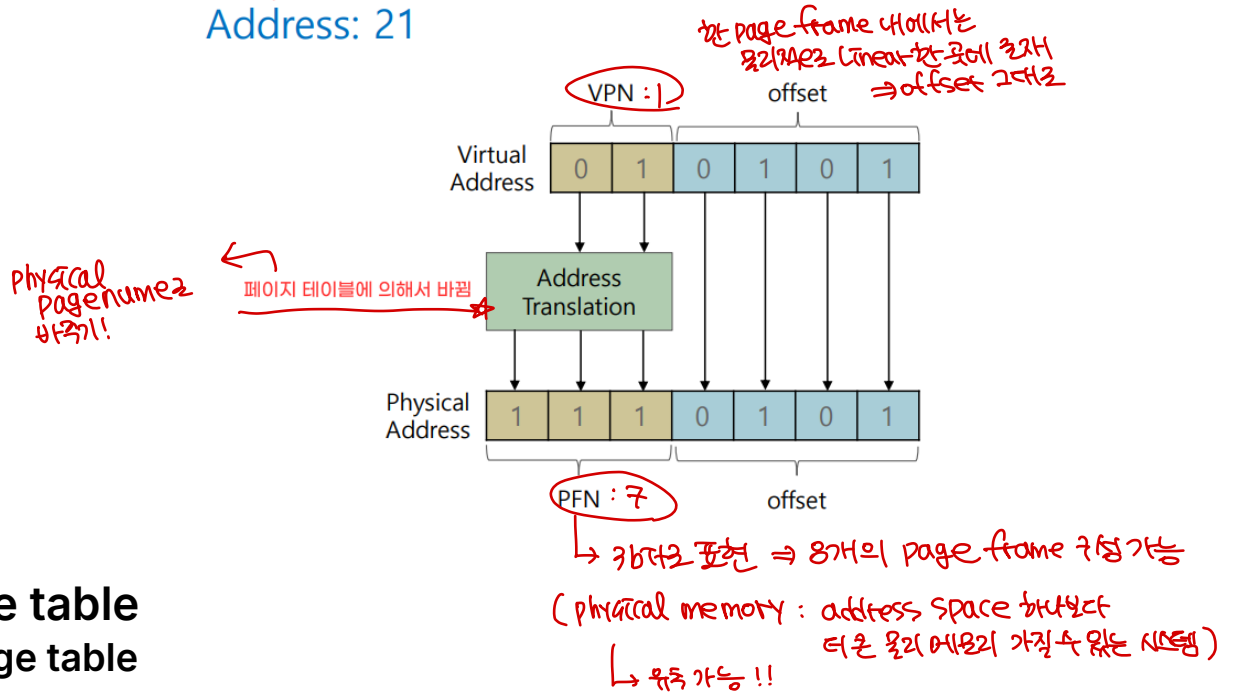 Address: 21
한 page frame 내에서는
물리적으로 linear한 곳에 존재
⇒ offset 그대로
VPN : 1
offset
Virtual
Address
0 1 0 1 0 1
physical
page num으로
바꾸기!
페이지 테이블에 의해서 바뀜
Address
Translation
Physical
Address
1 1 1 0 1 0 1
PFN : 7
offset
↳ 3bit로 표현 ⇒ 8개의 page frame 구성 가능
(physical memory : address space 하나보다
더 큰 물리 메모리 가질 수 있는 시스템)
↳ 유추 가능!!
e table
ge table